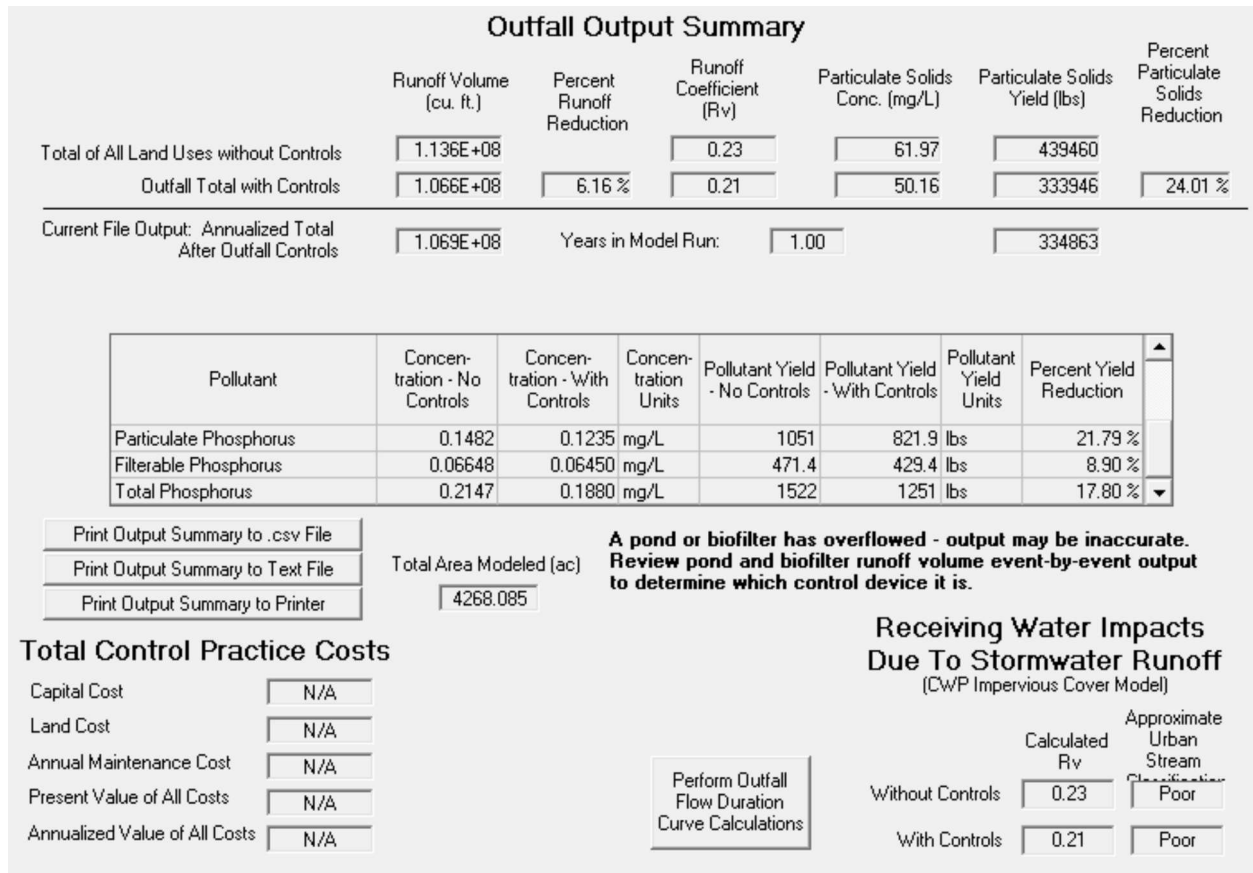 Outfall Output Summary
Runoff Volume (cu. ft.)
Percent Runoff Reduction
Runoff Coefficient (Rv)
Particulate Solids Conc. (mg/L)
Particulate Solids Yield (lbs)
Percent Particulate Solids Reduction
Total of All Land Uses without Controls 1.136E+08 0.23 61.97 439460
Outfall Total with Controls 1.066E+08 6.16 % 0.21 50.16 333946 24.01 %
Current File Output: Annualized Total After Outfall Controls 1.069E+08 Years in Model Run: 1.00 334863
Pollutant
Concen-tration - No Controls
Concen-tration - With Controls
Concen-tration Units
Pollutant Yield - No Controls
Pollutant Yield - With Controls
Pollutant Yield Units
Percent Yield Reduction
Particulate Phosphorus 0.1482 0.1235 mg/L 1051 821.9 lbs 21.79 %
Filterable Phosphorus 0.06648 0.06450 mg/L 471.4 429.4 lbs 8.90 %
Total Phosphorus 0.2147 0.1880 mg/L 1522 1251 lbs 17.80 %
Print Output Summary to .csv File
Print Output Summary to Text File
Print Output Summary to Printer
Total Area Modeled (ac)
4268.085
A pond or biofilter has overflowed - output may be inaccurate.
Review pond and biofilter runoff volume event-by-event output
to determine which control device it is.
Total Control Practice Costs
Capital Cost N/A
Land Cost N/A
Annual Maintenance Cost N/A
Present Value of All Costs N/A
Annualized Value of All Costs N/A
Perform Outfall
Flow Duration
Curve Calculations
Receiving Water Impacts
Due To Stormwater Runoff
(CWP Impervious Cover Model)
Calculated Rv
Approximate Urban Stream
Without Controls 0.23 Poor
With Controls 0.21 Poor